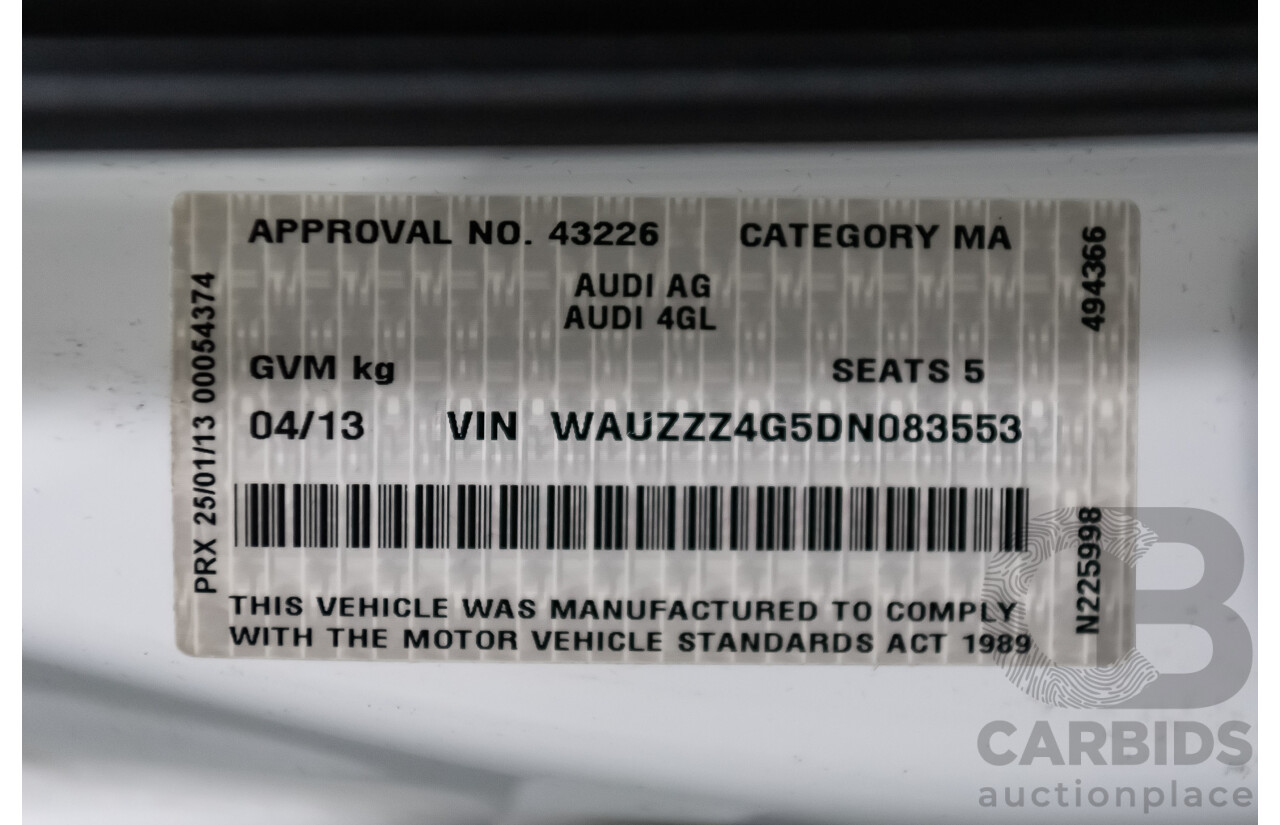 APPROVAL NO. 43226 CATEGORY MA
AUDI AG
AUDI 4GL
GVM kg SEATS 5
04/13 VIN WAUZZZ4G5DN083553
THIS VEHICLE WAS MANUFACTURED TO COMPLY
WITH THE MOTOR VEHICLE STANDARDS ACT 1989
PRX 25/01/13 00054374
494366
N225998
CB
CARBIDS
auctionplace